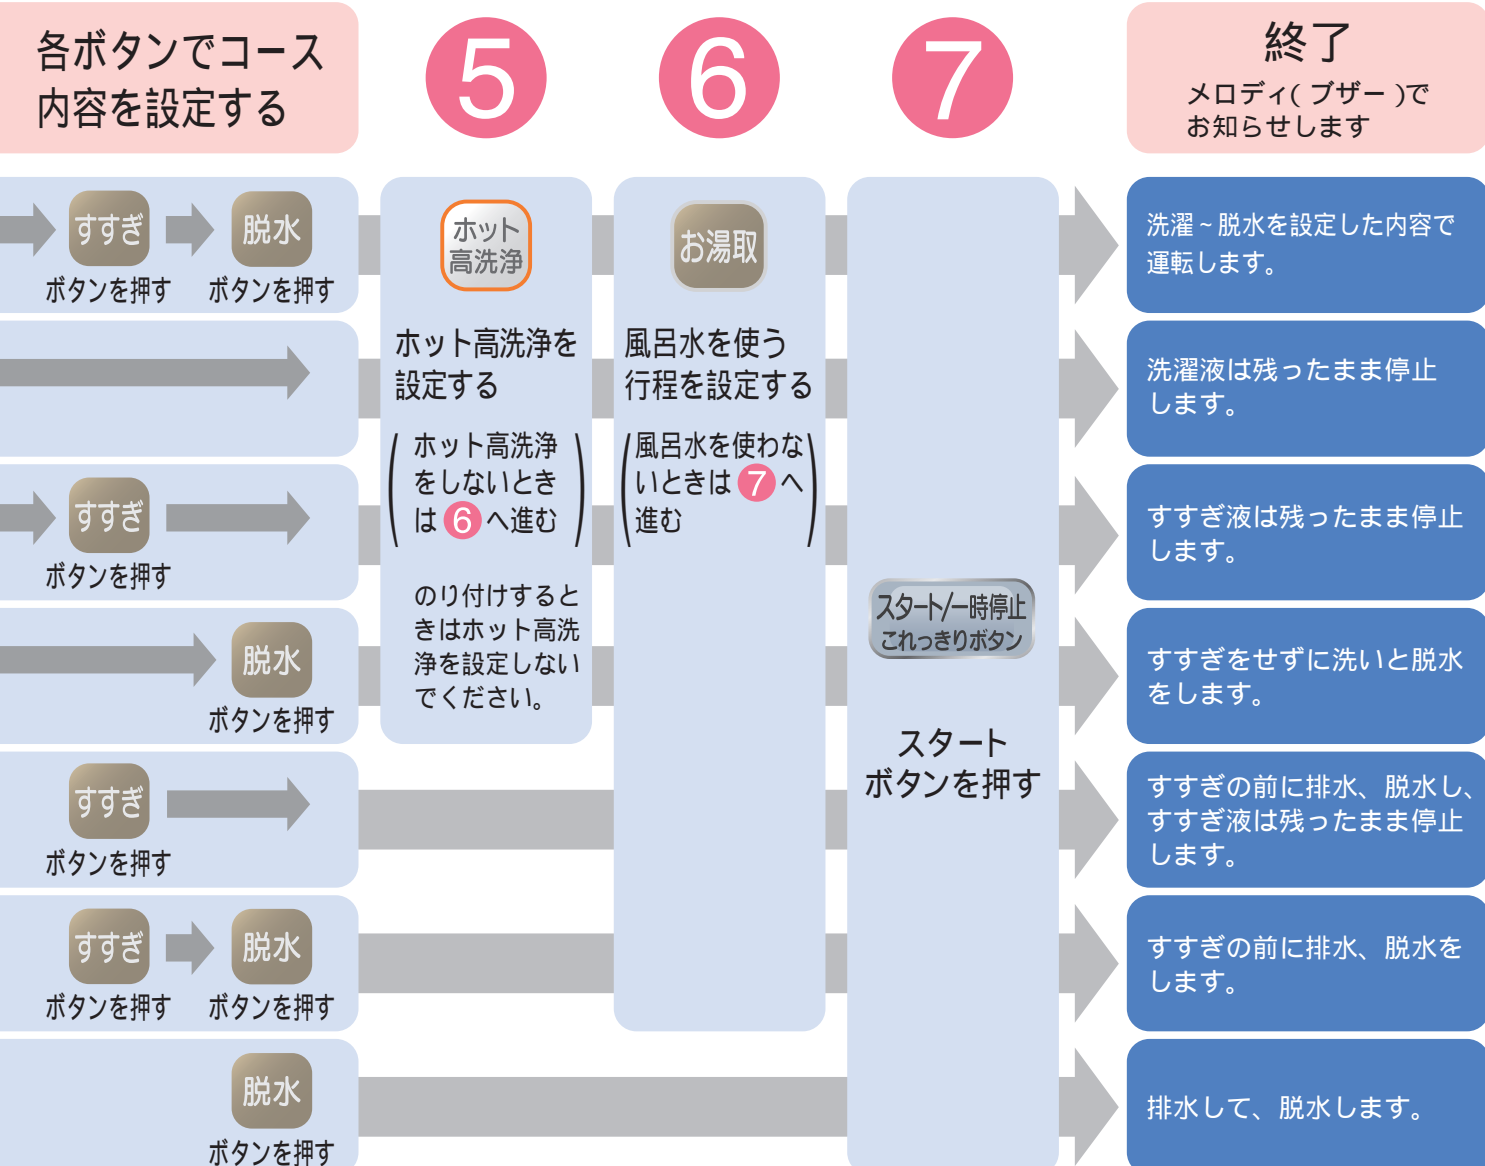 各ボタンでコース
内容を設定する
5
6
7
終了
メロディ(ブザー)で
お知らせします
すすぎ
ボタンを押す
脱水
ボタンを押す
ホット
高洗浄
お湯取
洗濯~脱水を設定した内容で
運転します。
ホット高洗浄を
設定する
ホット高洗浄
をしないとき
は6へ進む
のり付けすると
きはホット高洗
浄を設定しない
でください。
風呂水を使う
行程を設定する
風呂水を使わな
いときは7へ
進む
洗濯液は残ったまま停止
します。
すすぎ
ボタンを押す
すすぎ液は残ったまま停止
します。
スタート/一時停止
これっきりボタン
スタート
ボタンを押す
脱水
ボタンを押す
すすぎをせずに洗いと脱水
をします。
すすぎ
ボタンを押す
すすぎの前に排水、脱水し、
すすぎ液は残ったまま停止
します。
すすぎ
ボタンを押す
脱水
ボタンを押す
すすぎの前に排水、脱水を
します。
脱水
ボタンを押す
排水して、脱水します。